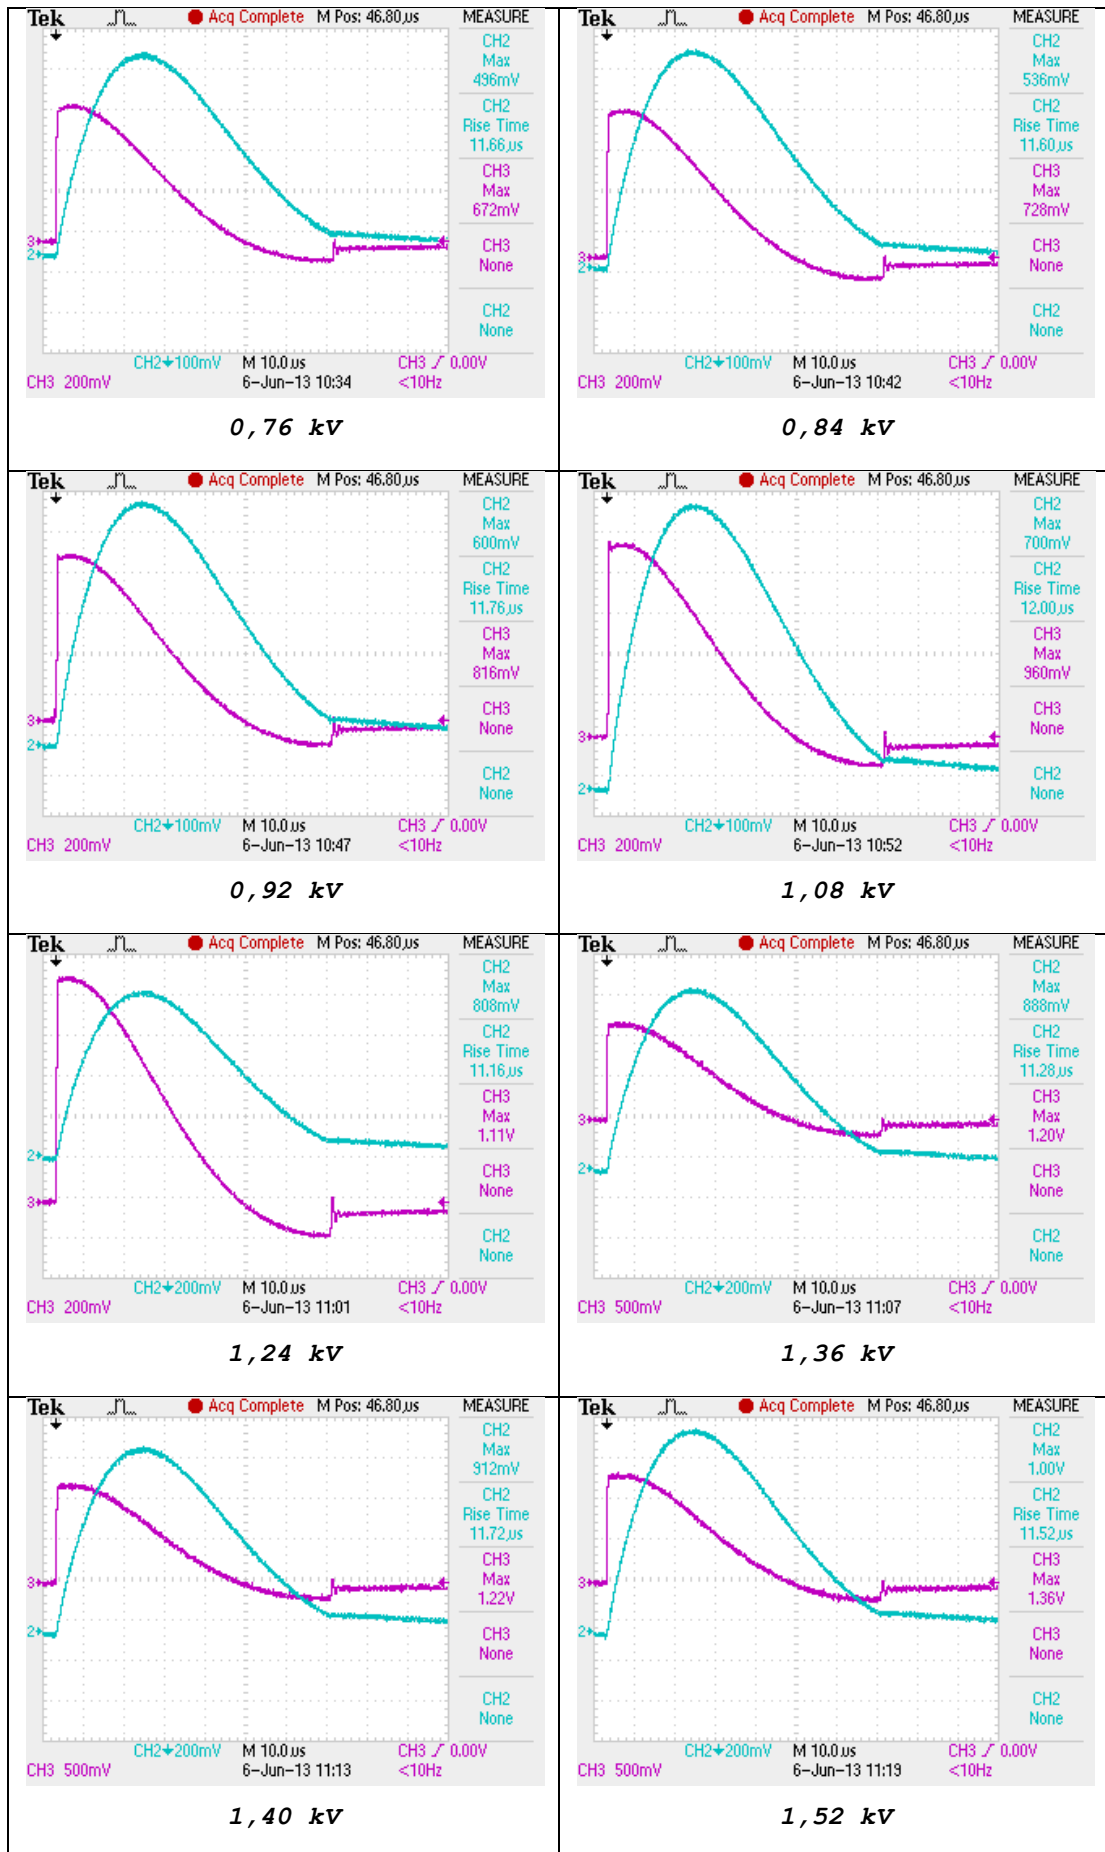 Tek Acq Complete M Pos: 46.80µs MEASURE
CH2
Max
496mV
CH2
Rise Time
11.66µs
CH3
Max
672mV
CH3
None
CH2
None
3
2
CH2 100mV M 10.0µs CH3 0.00V
CH3 200mV 6-Jun-13 10:34 <10Hz
0,76 kV
Tek Acq Complete M Pos: 46.80µs MEASURE
CH2
Max
536mV
CH2
Rise Time
11.60µs
CH3
Max
728mV
CH3
None
CH2
None
3
2
CH2 100mV M 10.0µs CH3 0.00V
CH3 200mV 6-Jun-13 10:42 <10Hz
0,84 kV
Tek Acq Complete M Pos: 46.80µs MEASURE
CH2
Max
600mV
CH2
Rise Time
11.76µs
CH3
Max
816mV
CH3
None
CH2
None
3
2
CH2 100mV M 10.0µs CH3 0.00V
CH3 200mV 6-Jun-13 10:47 <10Hz
0,92 kV
Tek Acq Complete M Pos: 46.80µs MEASURE
CH2
Max
700mV
CH2
Rise Time
12.00µs
CH3
Max
960mV
CH3
None
CH2
None
3
2
CH2 100mV M 10.0µs CH3 0.00V
CH3 200mV 6-Jun-13 10:52 <10Hz
1,08 kV
Tek Acq Complete M Pos: 46.80µs MEASURE
CH2
Max
808mV
CH2
Rise Time
11.16µs
CH3
Max
1.11V
CH3
None
CH2
None
2
3
CH2 200mV M 10.0µs CH3 0.00V
CH3 200mV 6-Jun-13 11:01 <10Hz
1,24 kV
Tek Acq Complete M Pos: 46.80µs MEASURE
CH2
Max
888mV
CH2
Rise Time
11.28µs
CH3
Max
1.20V
CH3
None
CH2
None
3
2
CH2 200mV M 10.0µs CH3 0.00V
CH3 500mV 6-Jun-13 11:07 <10Hz
1,36 kV
Tek Acq Complete M Pos: 46.80µs MEASURE
CH2
Max
912mV
CH2
Rise Time
11.72µs
CH3
Max
1.22V
CH3
None
CH2
None
3
2
CH2 200mV M 10.0µs CH3 0.00V
CH3 500mV 6-Jun-13 11:13 <10Hz
1,40 kV
Tek Acq Complete M Pos: 46.80µs MEASURE
CH2
Max
1.00V
CH2
Rise Time
11.52µs
CH3
Max
1.36V
CH3
None
CH2
None
3
2
CH2 200mV M 10.0µs CH3 0.00V
CH3 500mV 6-Jun-13 11:19 <10Hz
1,52 kV